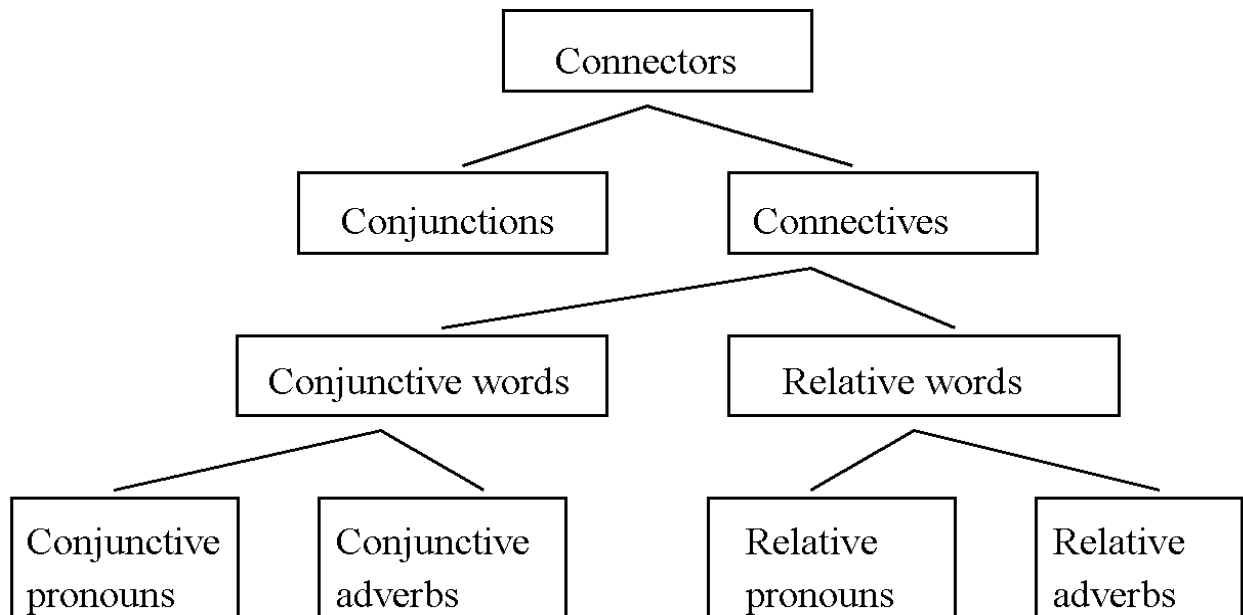 Connectors
Conjunctions
Connectives
Conjunctive words
Relative words
Conjunctive
pronouns
Conjunctive
adverbs
Relative
pronouns
Relative
adverbs